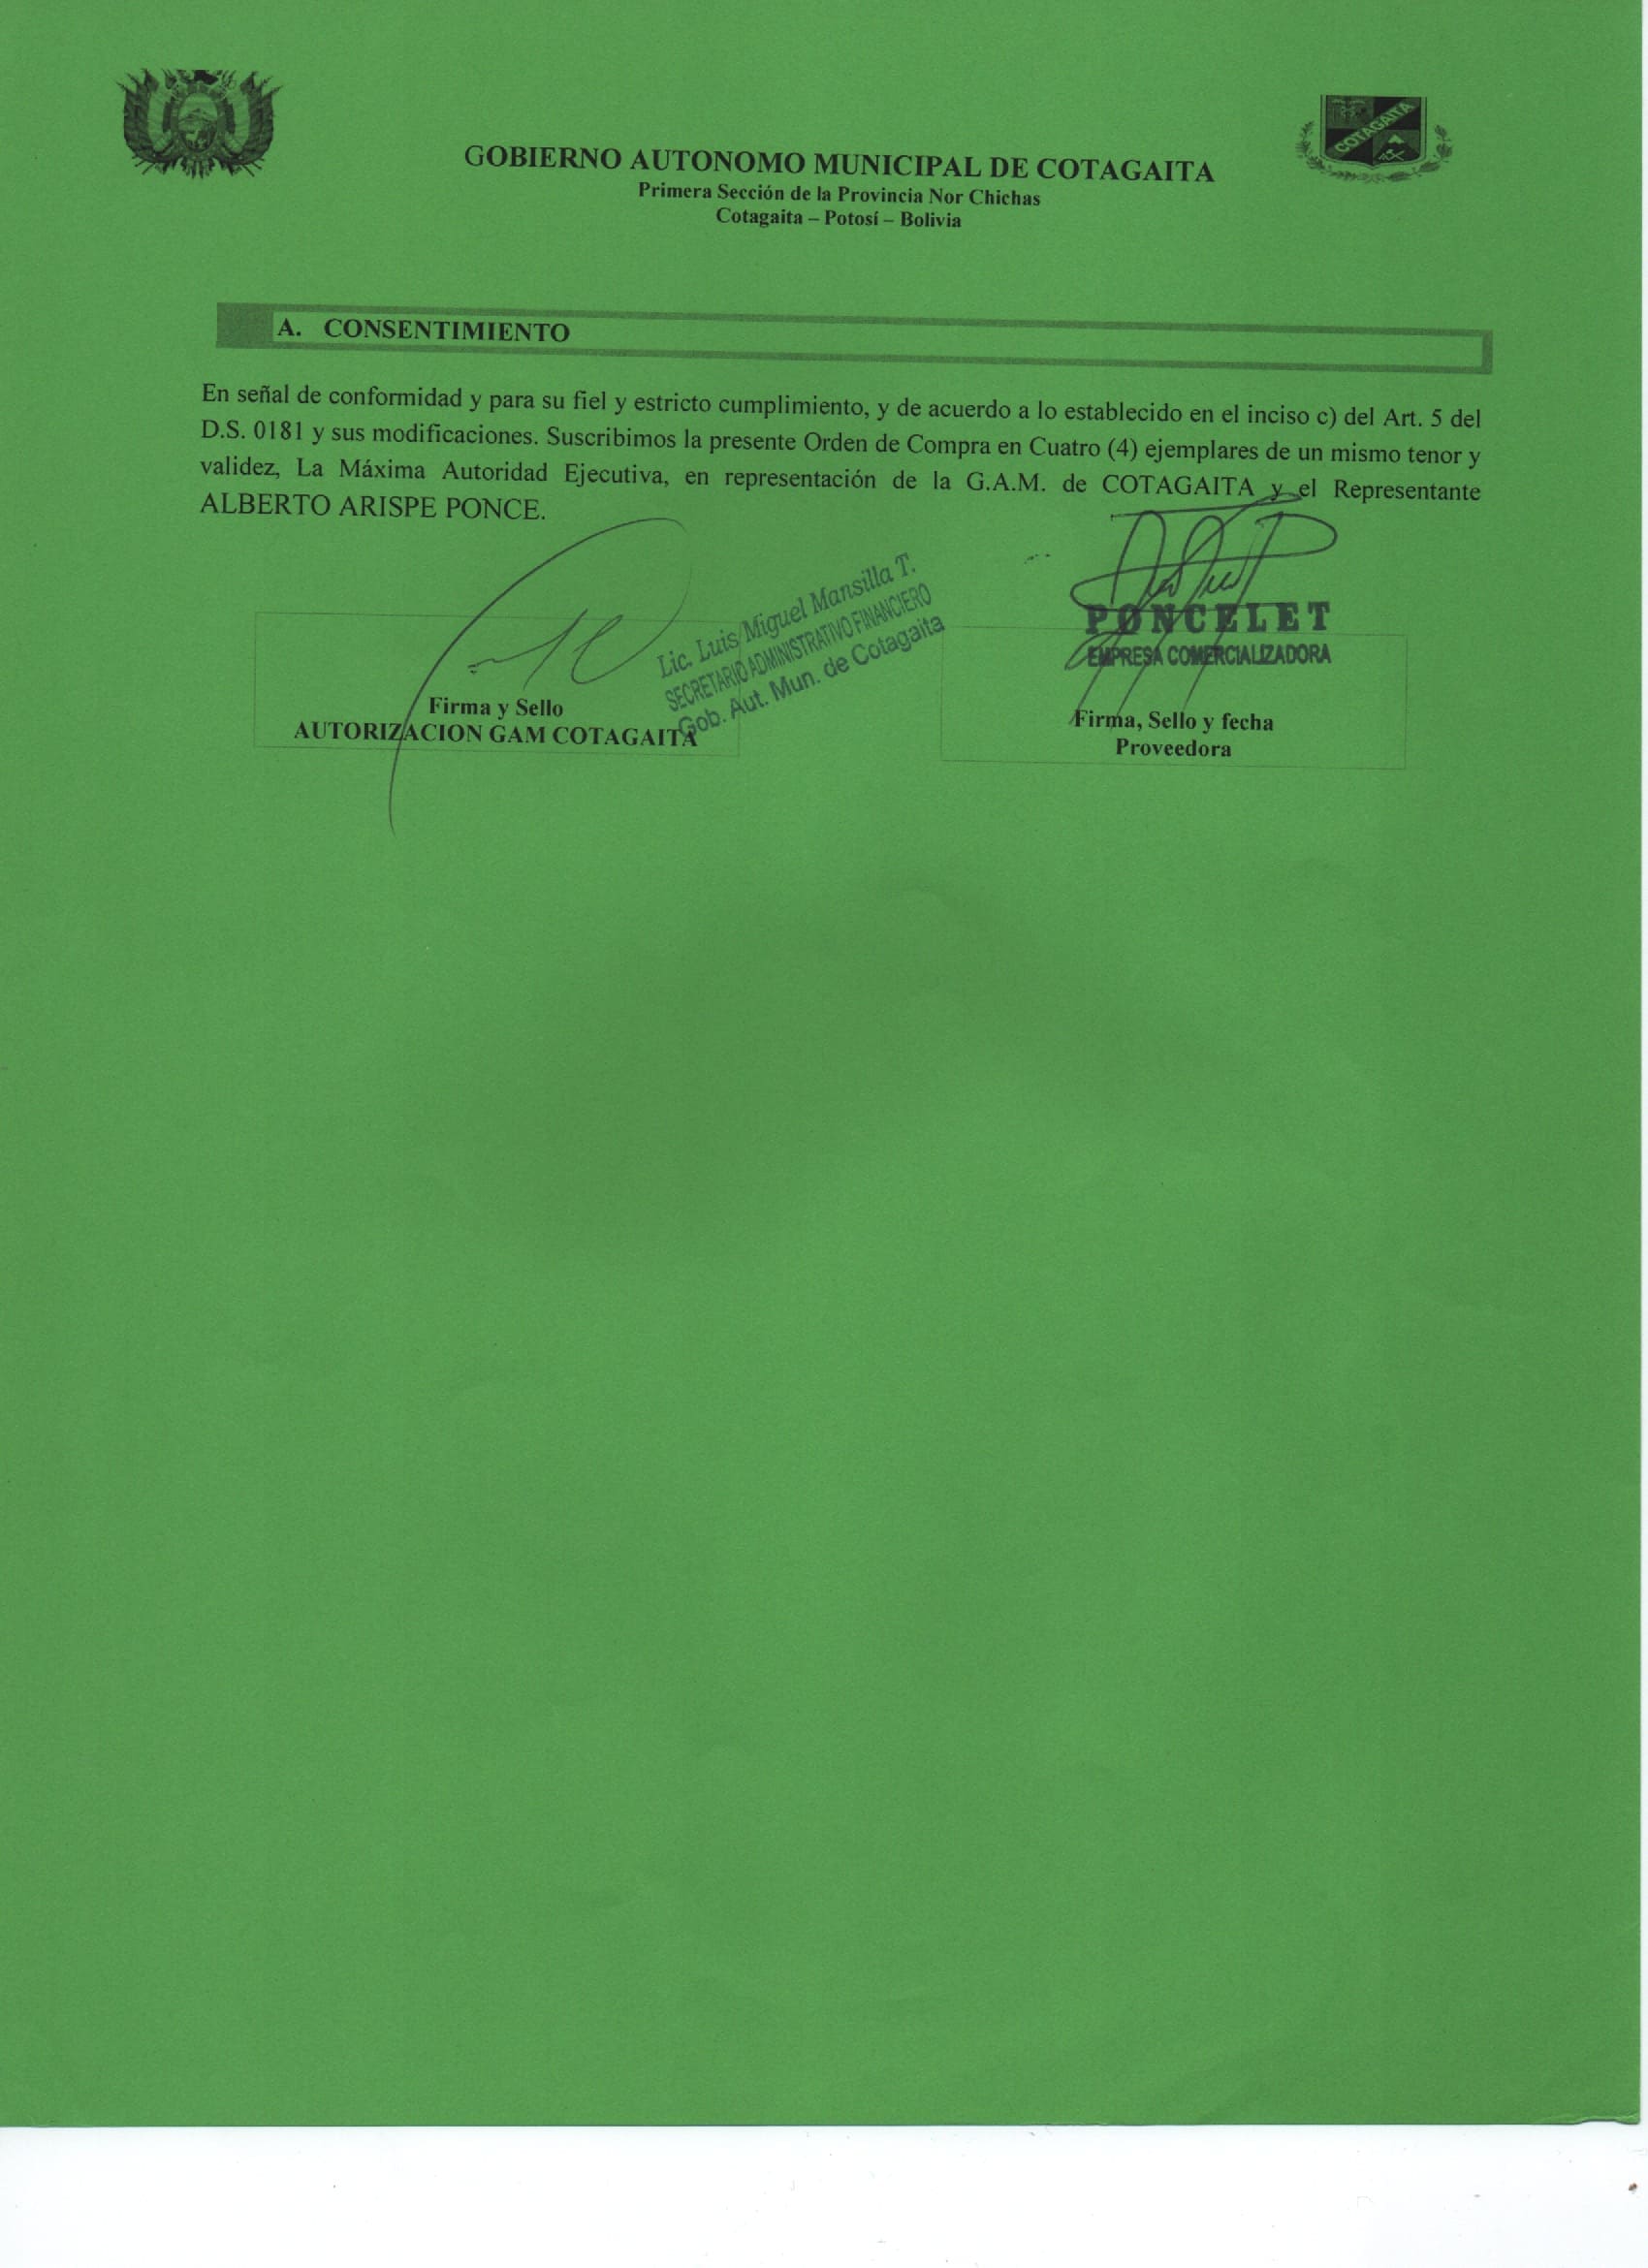 COTAGAITA
GOBIERNO AUTONOMO MUNICIPAL DE COTAGAITA
Primera Sección de la Provincia Nor Chichas
Cotagaita – Potosí – Bolivia
A. CONSENTIMIENTO
En señal de conformidad y para su fiel y estricto cumplimiento, y de acuerdo a lo establecido en el inciso c) del Art. 5 del
D.S. 0181 y sus modificaciones. Suscribimos la presente Orden de Compra en Cuatro (4) ejemplares de un mismo tenor y
validez, La Máxima Autoridad Ejecutiva, en representación de la G.A.M. de COTAGAITA y el Representante
ALBERTO ARISPE PONCE.
Lic. Luis Miguel Mansilla T.
SECRETARIO ADMINISTRATIVO FINANCIERO
Gob. Aut. Mun. de Cotagaita
Firma y Sello
AUTORIZACION GAM COTAGAITA
PONCELET
EMPRESA COMERCIALIZADORA
Firma, Sello y fecha
Proveedora